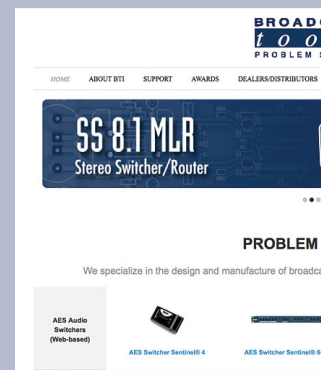 BROADC
t o o
PROBLEM S
HOME ABOUT BTI SUPPORT AWARDS DEALERS/DISTRIBUTORS
SS 8.1 MLR
Stereo Switcher/Router
PROBLEM
We specialize in the design and manufacture of broadca
AES Audio
Switchers
(Web-based)
AES Switcher Sentinel® 4 AES Switcher Sentinel® 6